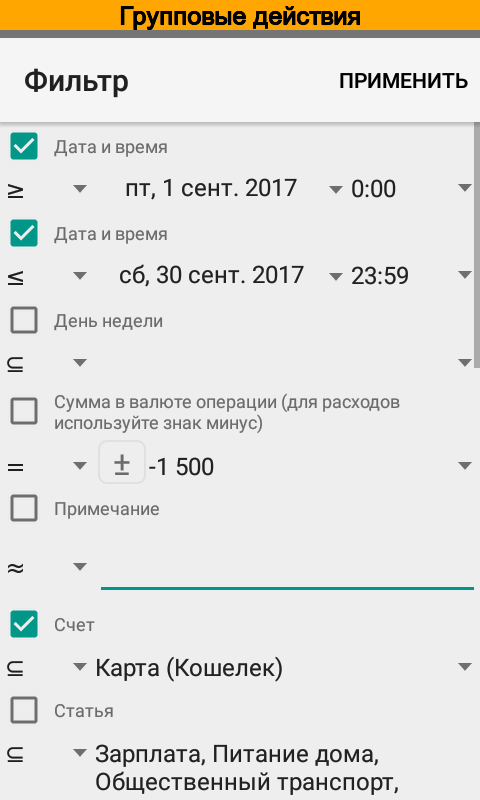 Групповые действия
Фильтр ПРИМЕНИТЬ
Дата и время
≥ пт, 1 сент. 2017 0:00
Дата и время
≤ сб, 30 сент. 2017 23:59
День недели
⊆
Сумма в валюте операции (для расходов
используйте знак минус)
= ± -1 500
Примечание
≈
Счет
⊆ Карта (Кошелек)
Статья
⊆ Зарплата, Питание дома,
Общественный транспорт,